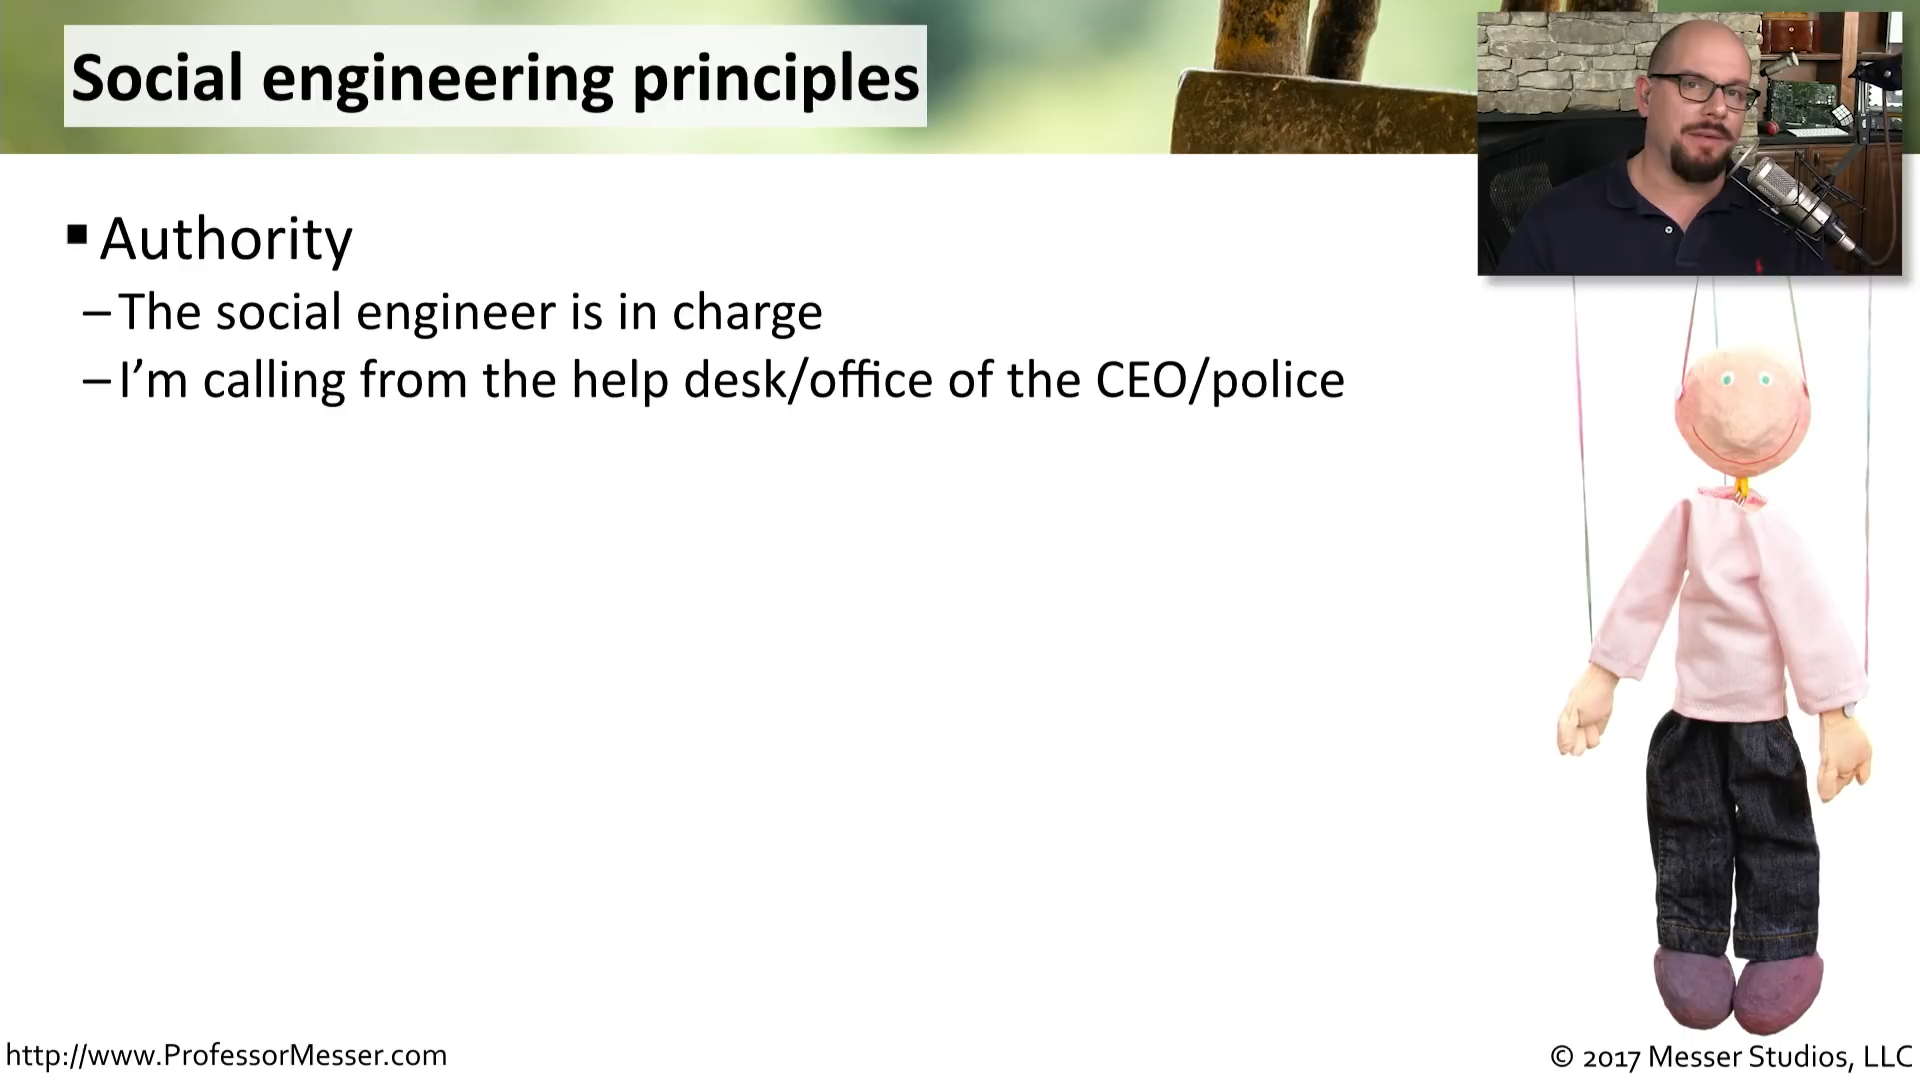 Social engineering principles
▪Authority
–The social engineer is in charge
–I’m calling from the help desk/office of the CEO/police
http://www.ProfessorMesser.com
© 2017 Messer Studios, LLC